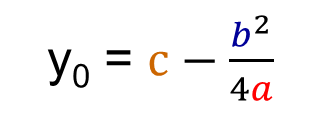 y₀ = c − b²/4a